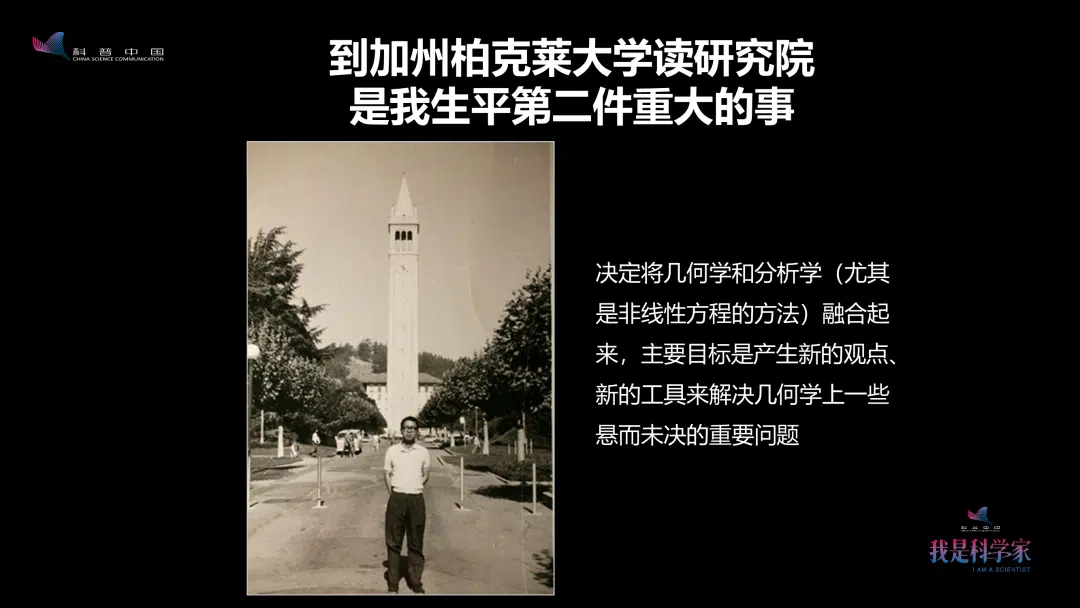 科普中国
CHINA SCIENCE COMMUNICATION
到加州柏克莱大学读研究院
是我生平第二件重大的事
决定将几何学和分析学（尤其
是非线性方程的方法）融合起
来，主要目标是产生新的观点、
新的工具来解决几何学上一些
悬而未决的重要问题
科普中国
我是科学家
I AM A SCIENTIST